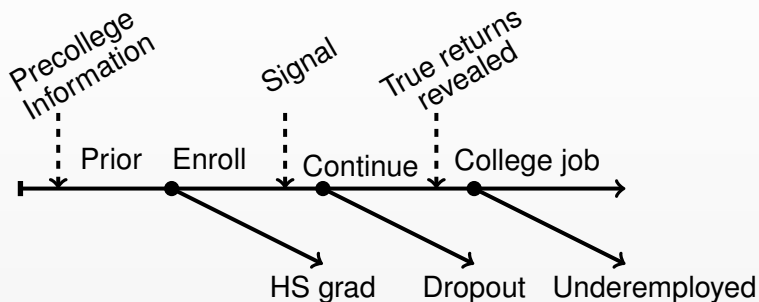 Precollege
Information
Signal
True returns
revealed
Prior
Enroll
Continue
College job
HS grad
Dropout
Underemployed